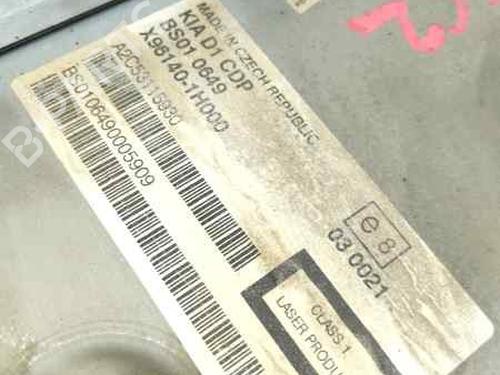 MADE IN CZECH REPUBLIC
KIA D1 CDP
BS01 0649
X96140-1H000
A2C53115930
BS0106490005909
e8
03 0021
CLASS 1
LASER PRODU